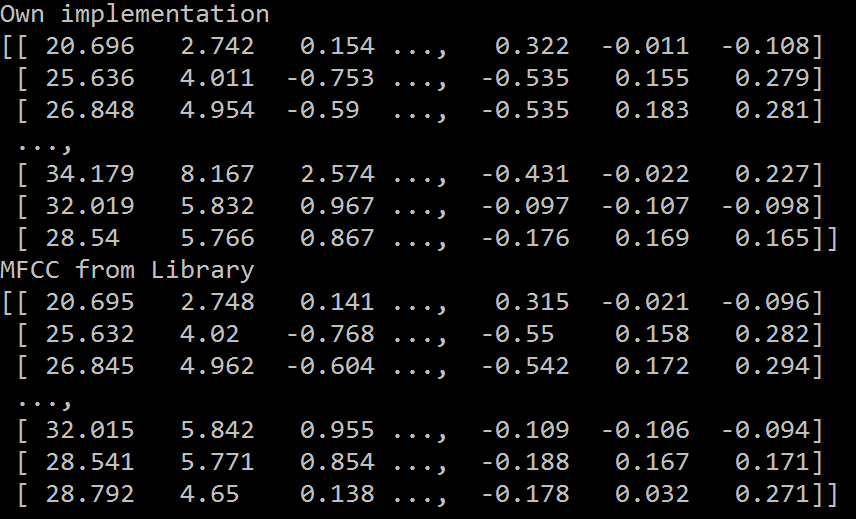 Own implementation
[[ 20.696   2.742   0.154 ...,   0.322  -0.011  -0.108]
 [ 25.636   4.011  -0.753 ...,  -0.535   0.155   0.279]
 [ 26.848   4.954  -0.59  ...,  -0.535   0.183   0.281]
 ...,
 [ 34.179   8.167   2.574 ...,  -0.431  -0.022   0.227]
 [ 32.019   5.832   0.967 ...,  -0.097  -0.107  -0.098]
 [ 28.54    5.766   0.867 ...,  -0.176   0.169   0.165]]
MFCC from Library
[[ 20.695   2.748   0.141 ...,   0.315  -0.021  -0.096]
 [ 25.632   4.02   -0.768 ...,  -0.55    0.158   0.282]
 [ 26.845   4.962  -0.604 ...,  -0.542   0.172   0.294]
 ...,
 [ 32.015   5.842   0.955 ...,  -0.109  -0.106  -0.094]
 [ 28.541   5.771   0.854 ...,  -0.188   0.167   0.171]
 [ 28.792   4.65    0.138 ...,  -0.178   0.032   0.271]]